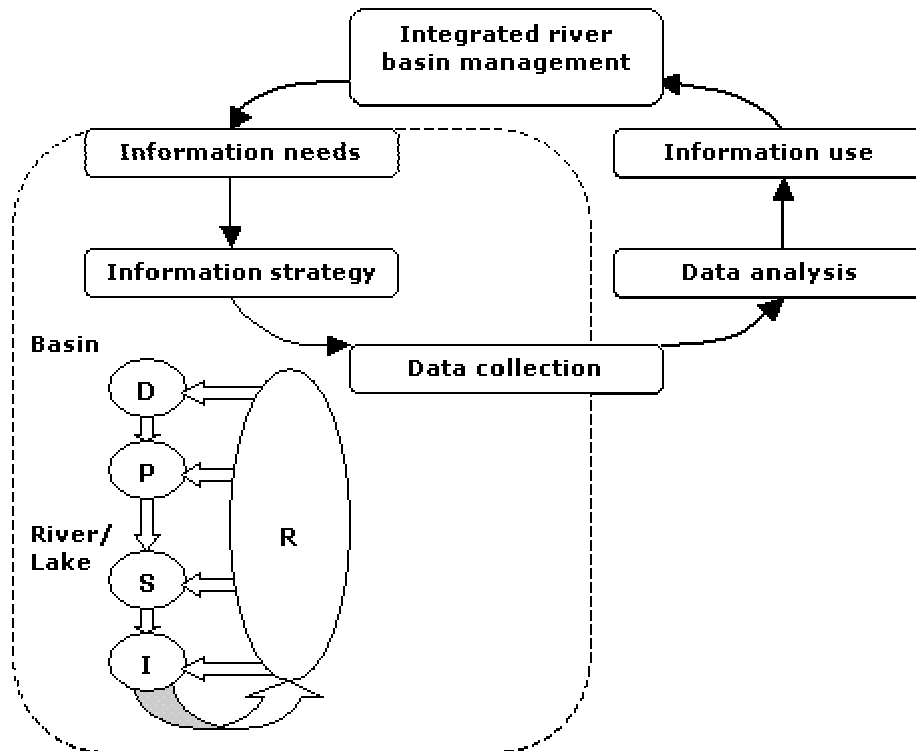 Integrated river
basin management
Information needs
Information use
Information strategy
Data analysis
Basin
Data collection
D
P
River/
Lake
R
S
I